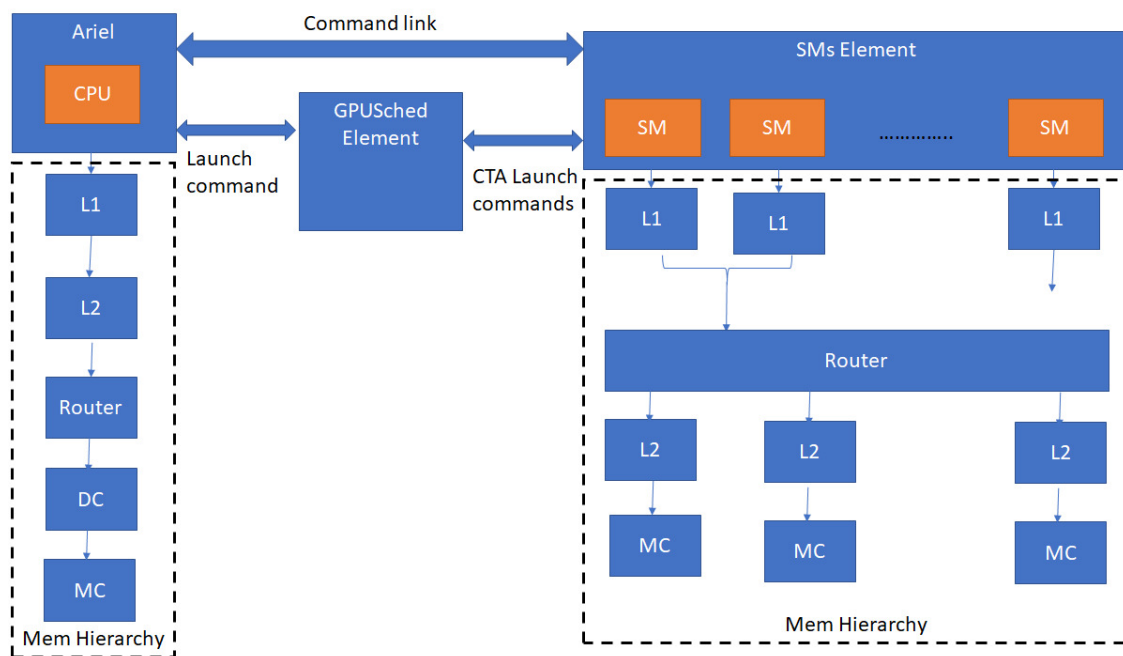 Ariel
CPU
Command link
SMs Element
SM
SM
…………..
SM
GPUSched
Element
Launch
command
CTA Launch
commands
L1
L2
Router
DC
MC
Mem Hierarchy
L1
L1
L1
Router
L2
L2
L2
MC
MC
MC
Mem Hierarchy